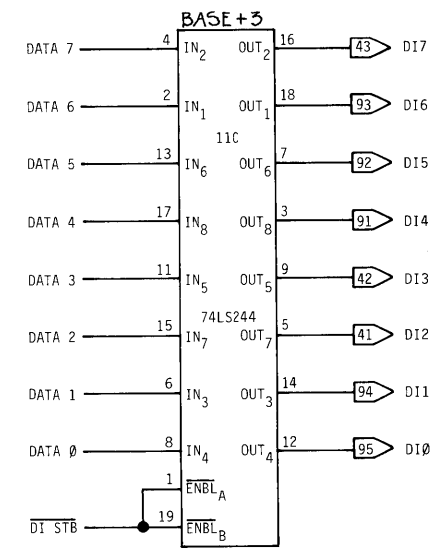 BASE+3
DATA 7 4 IN2 OUT2 16 43 DI7
DATA 6 2 IN1 OUT1 18 93 DI6
11C
DATA 5 13 IN6 OUT6 7 92 DI5
DATA 4 17 IN8 OUT8 3 91 DI4
DATA 3 11 IN5 OUT5 9 42 DI3
74LS244
DATA 2 15 IN7 OUT7 5 41 DI2
DATA 1 6 IN3 OUT3 14 94 DI1
DATA Ø 8 IN4 OUT4 12 95 DIØ
1 ENBLA
DI STB 19 ENBLB